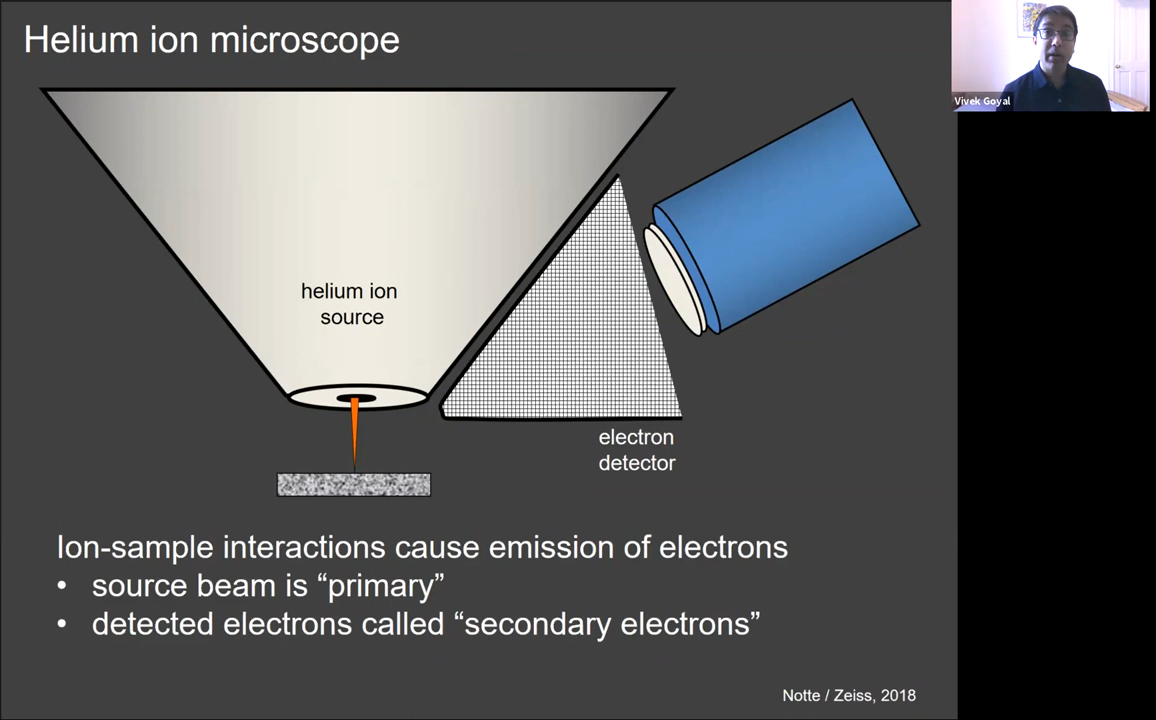 Helium ion microscope
Vivek Goyal
helium ion
source
electron
detector
Ion-sample interactions cause emission of electrons
• source beam is “primary”
• detected electrons called “secondary electrons”
Notte / Zeiss, 2018